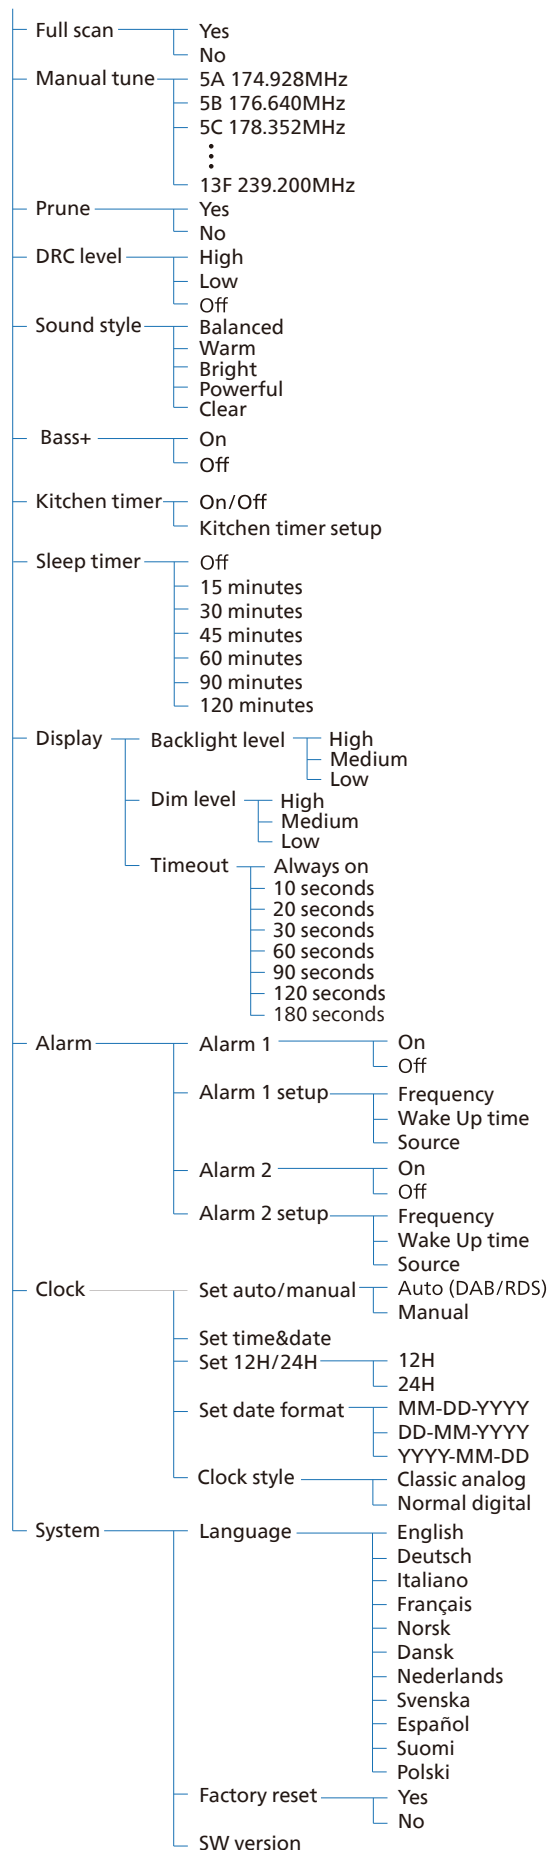 Full scan Yes
No
Manual tune 5A 174.928MHz
5B 176.640MHz
5C 178.352MHz
13F 239.200MHz
Prune Yes
No
DRC level High
Low
Off
Sound style Balanced
Warm
Bright
Powerful
Clear
Bass+ On
Off
Kitchen timer On/Off
Kitchen timer setup
Sleep timer Off
15 minutes
30 minutes
45 minutes
60 minutes
90 minutes
120 minutes
Display Backlight level High
Medium
Low
Dim level High
Medium
Low
Timeout Always on
10 seconds
20 seconds
30 seconds
60 seconds
90 seconds
120 seconds
180 seconds
Alarm Alarm 1 On
Off
Alarm 1 setup Frequency
Wake Up time
Source
Alarm 2 On
Off
Alarm 2 setup Frequency
Wake Up time
Source
Clock Set auto/manual Auto (DAB/RDS)
Manual
Set time&date
Set 12H/24H 12H
24H
Set date format MM-DD-YYYY
DD-MM-YYYY
YYYY-MM-DD
Clock style Classic analog
Normal digital
System Language English
Deutsch
Italiano
Français
Norsk
Dansk
Nederlands
Svenska
Español
Suomi
Polski
Factory reset Yes
No
SW version